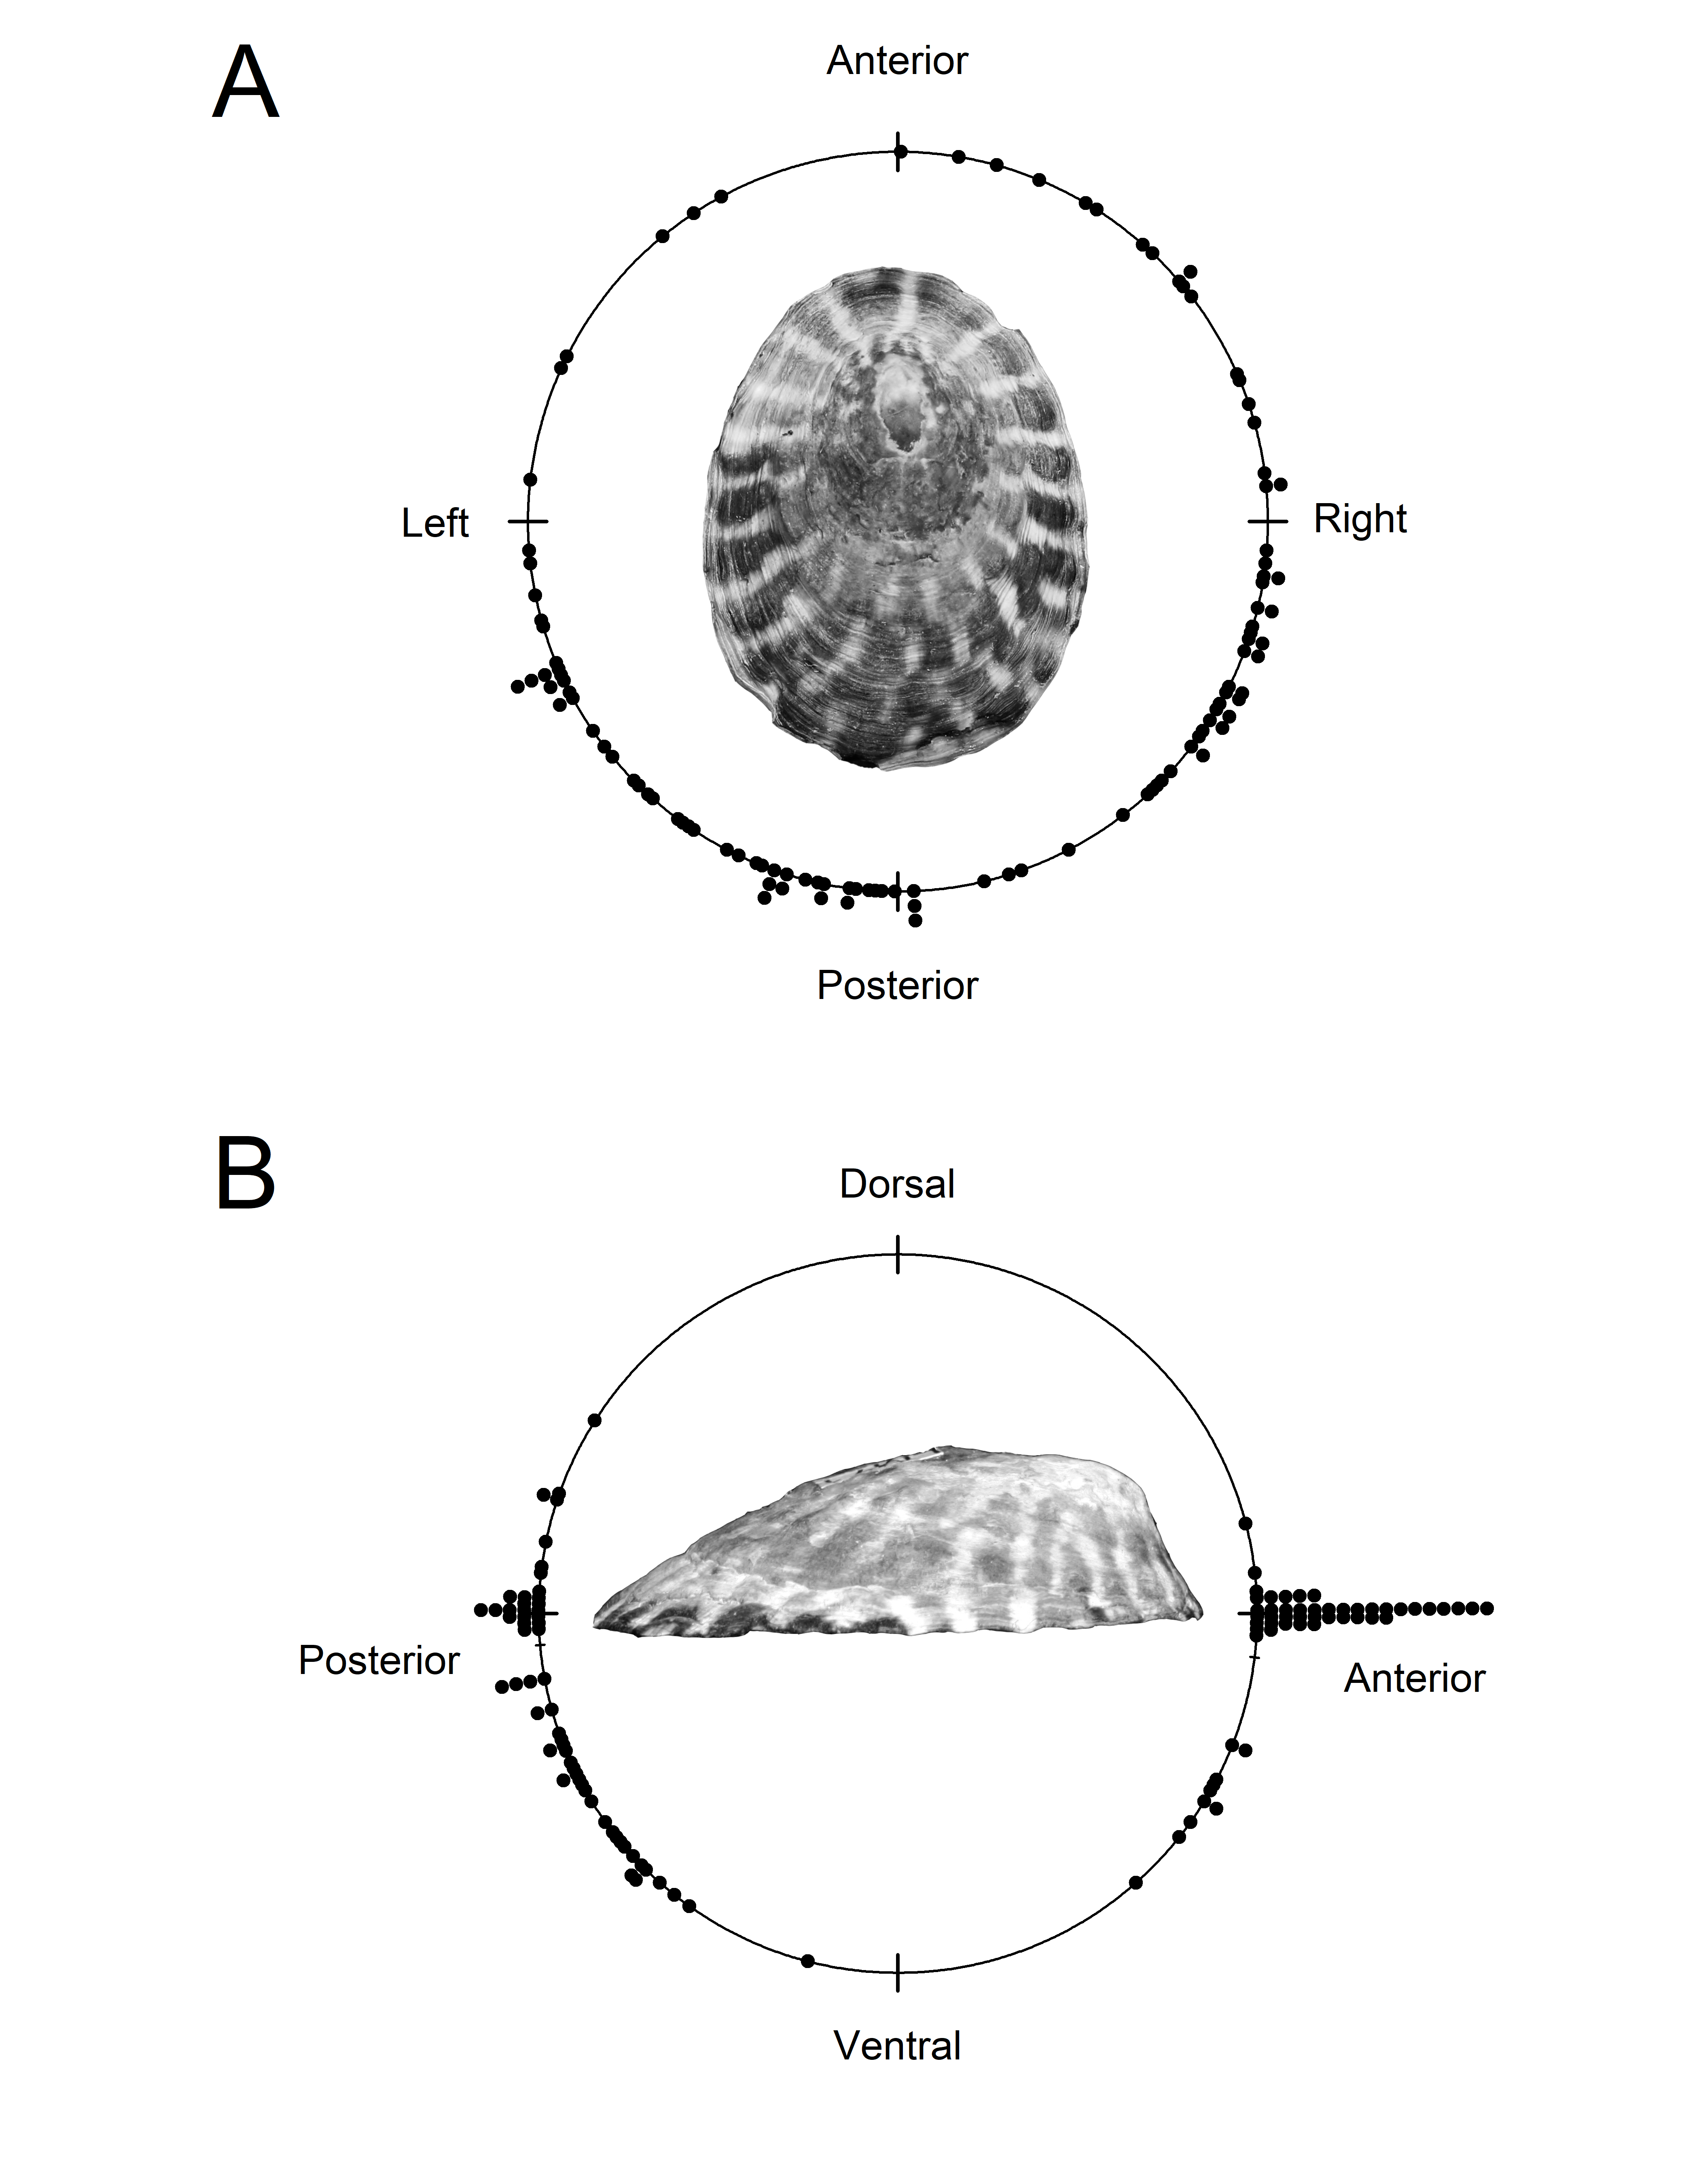 A
Anterior
Left
Right
Posterior
B
Dorsal
Posterior
Anterior
Ventral